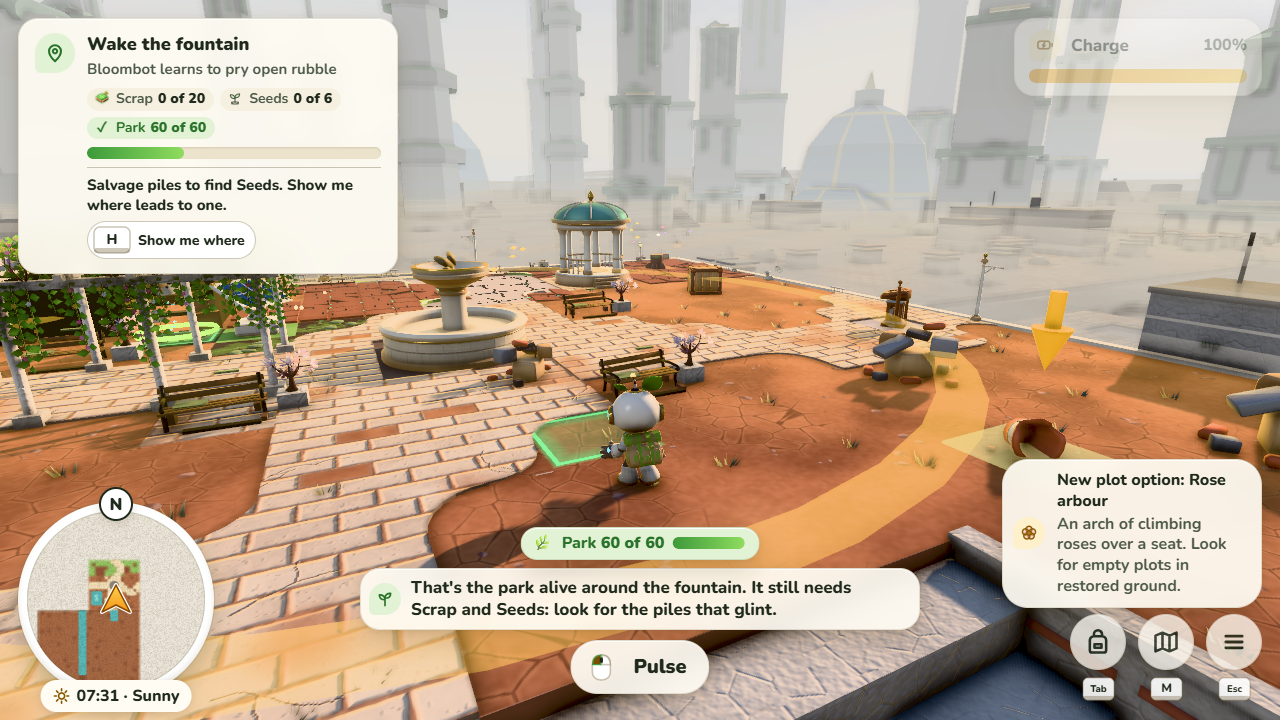 Wake the fountain
Bloombot learns to pry open rubble
Scrap 0 of 20
Seeds 0 of 6
Park 60 of 60
Salvage piles to find Seeds. Show me
where leads to one.
H Show me where
Charge 100%
N
07:31 · Sunny
Park 60 of 60
That's the park alive around the fountain. It still needs
Scrap and Seeds: look for the piles that glint.
Pulse
New plot option: Rose
arbour
An arch of climbing
roses over a seat. Look
for empty plots in
restored ground.
Tab
M
Esc